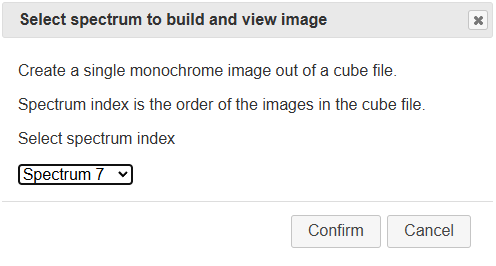 Select spectrum to build and view image
Create a single monochrome image out of a cube file.
Spectrum index is the order of the images in the cube file.
Select spectrum index
Spectrum 7
Confirm Cancel